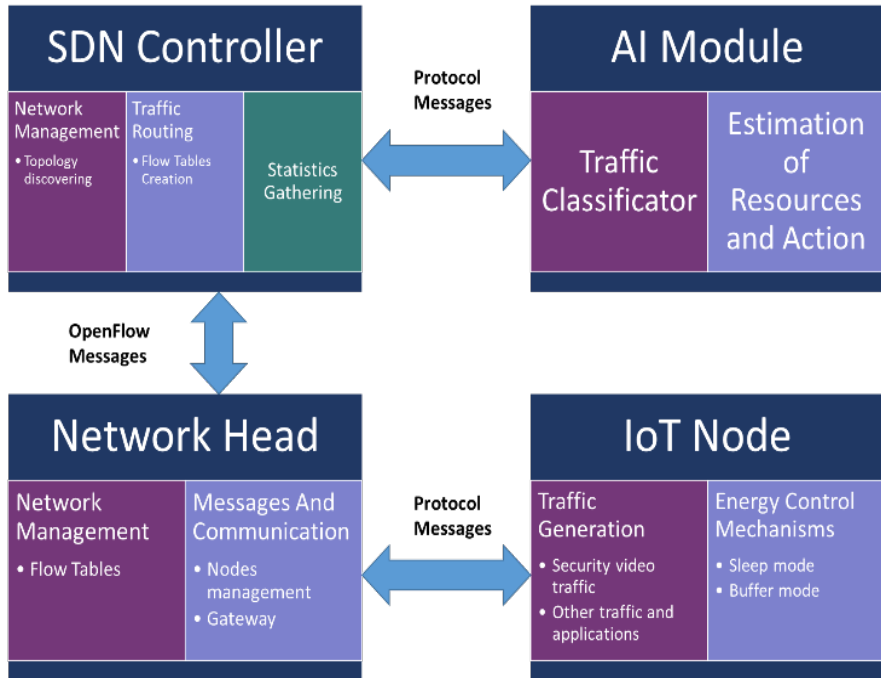 SDN Controller
Network
Management
• Topology
discovering
Traffic
Routing
• Flow Tables
Creation
Statistics
Gathering
Protocol
Messages
AI Module
Traffic
Classificator
Estimation
of
Resources
and Action
OpenFlow
Messages
Network Head
Network
Management
• Flow Tables
Messages And
Communication
• Nodes
management
• Gateway
Protocol
Messages
IoT Node
Traffic
Generation
• Security video
traffic
• Other traffic and
applications
Energy Control
Mechanisms
• Sleep mode
• Buffer mode